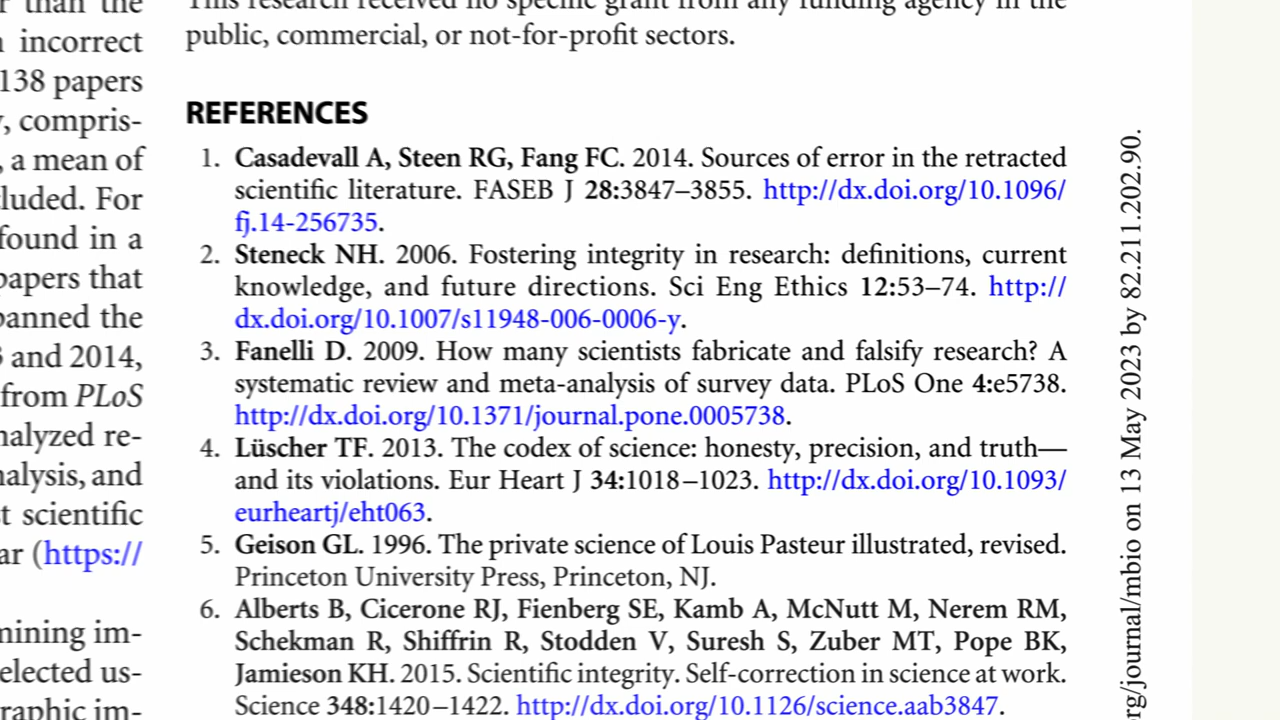 r than the
incorrect
138 papers
, compris-
, a mean of
luded. For
found in a
papers that
panned the
and 2014,
from PLoS
nalyzed re-
nalysis, and
t scientific
ar (https://
nining im-
elected us-
raphic im-
This research received no specific grant from any funding agency in the
public, commercial, or not-for-profit sectors.
REFERENCES
1. Casadevall A, Steen RG, Fang FC. 2014. Sources of error in the retracted
scientific literature. FASEB J 28:3847–3855. http://dx.doi.org/10.1096/
fj.14-256735.
2. Steneck NH. 2006. Fostering integrity in research: definitions, current
knowledge, and future directions. Sci Eng Ethics 12:53–74. http://
dx.doi.org/10.1007/s11948-006-0006-y.
3. Fanelli D. 2009. How many scientists fabricate and falsify research? A
systematic review and meta-analysis of survey data. PLoS One 4:e5738.
http://dx.doi.org/10.1371/journal.pone.0005738.
4. Lüscher TF. 2013. The codex of science: honesty, precision, and truth—
and its violations. Eur Heart J 34:1018–1023. http://dx.doi.org/10.1093/
eurheartj/eht063.
5. Geison GL. 1996. The private science of Louis Pasteur illustrated, revised.
Princeton University Press, Princeton, NJ.
6. Alberts B, Cicerone RJ, Fienberg SE, Kamb A, McNutt M, Nerem RM,
Schekman R, Shiffrin R, Stodden V, Suresh S, Zuber MT, Pope BK,
Jamieson KH. 2015. Scientific integrity. Self-correction in science at work.
Science 348:1420–1422. http://dx.doi.org/10.1126/science.aab3847.
rg/journal/mbio on 13 May 2023 by 82.211.202.90.